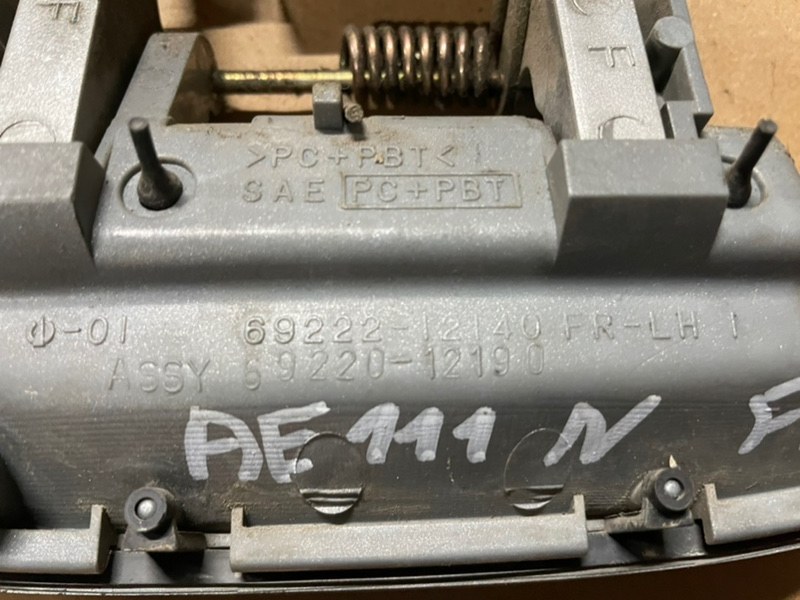 F
F
>PC+PBT<
SAE PC+PBT
-01 69222-12140 FR-LH 1
ASSY 69220-12190
AE111 N F